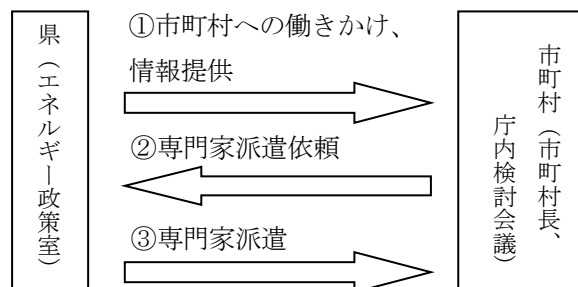 県（エネルギー政策室）
①市町村への働きかけ、
情報提供
②専門家派遣依頼
③専門家派遣
市町村（市町村長、
庁内検討会議）